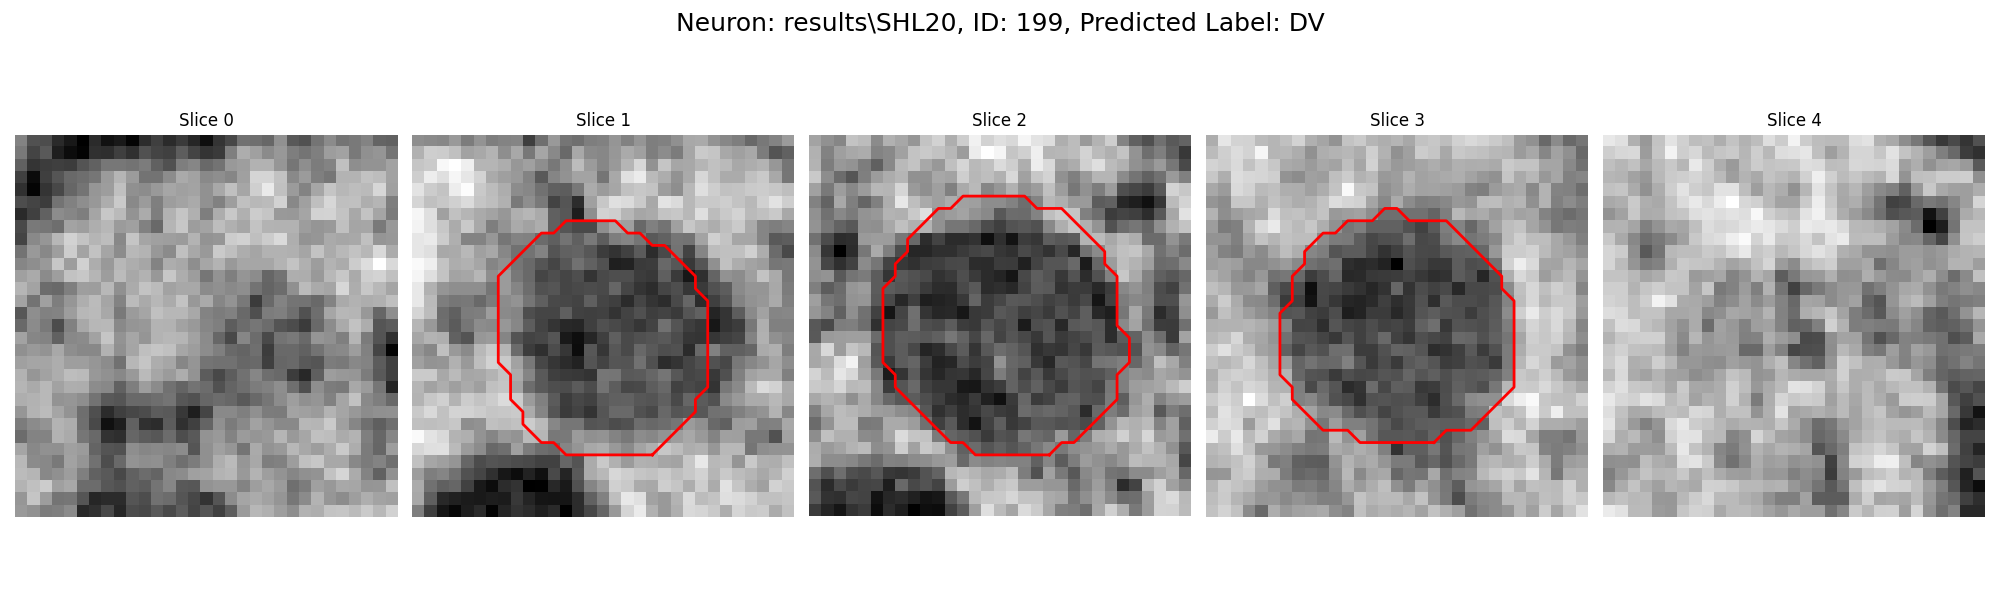 Neuron: results\SHL20, ID: 199, Predicted Label: DV
Slice 0
Slice 1
Slice 2
Slice 3
Slice 4